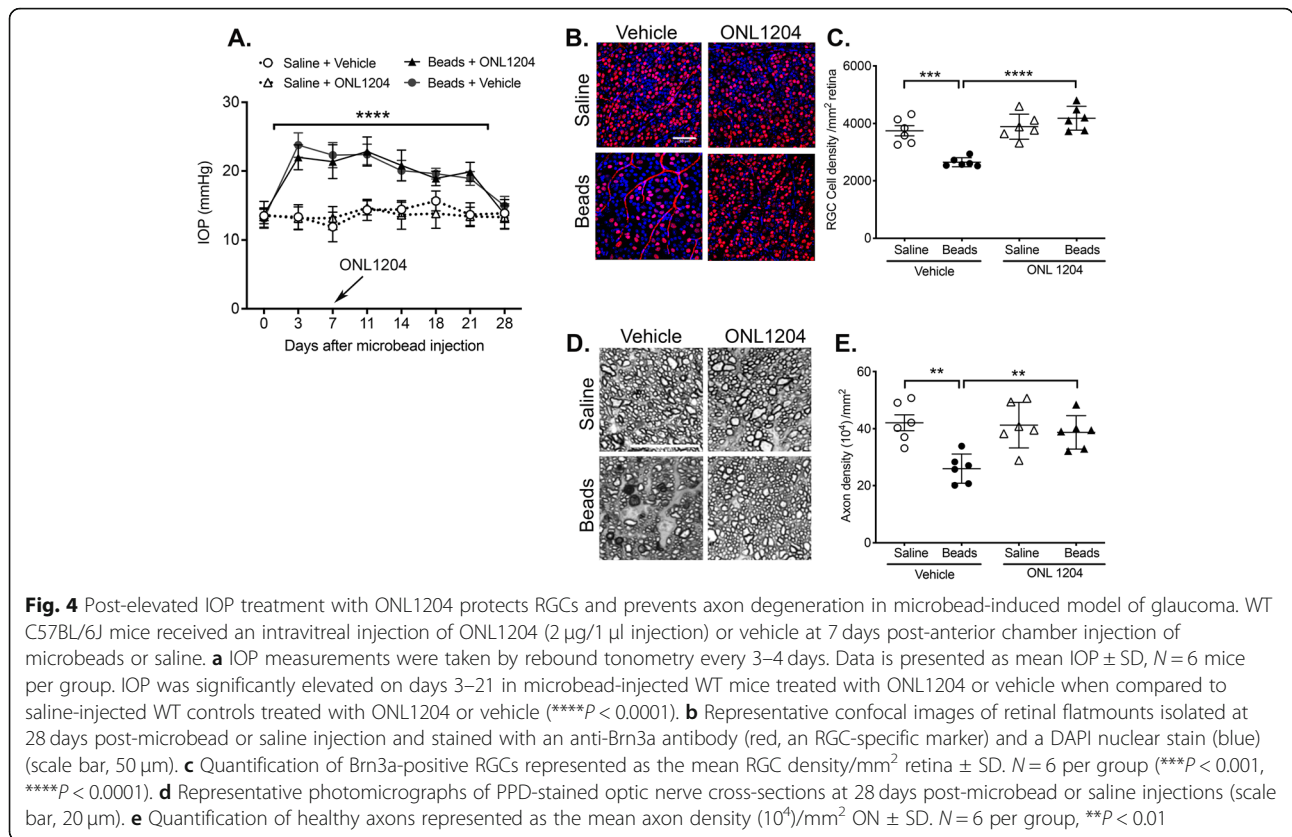 A.
Saline + Vehicle Beads + ONL1204
Saline + ONL1204 Beads + Vehicle
****
30
20
10
0
IOP (mmHg)
ONL1204
0 3 7 11 14 18 21 28
Days after microbead injection
B.
Vehicle ONL1204
Saline
Beads
C.
*** ****
6000
4000
2000
0
RGC Cell density /mm² retina
Saline Beads Saline Beads
Vehicle ONL 1204
D.
Vehicle ONL1204
Saline
Beads
E.
** **
60
40
20
0
Axon density (10⁴)/mm²
Saline Beads Saline Beads
Vehicle ONL 1204
Fig. 4 Post-elevated IOP treatment with ONL1204 protects RGCs and prevents axon degeneration in microbead-induced model of glaucoma. WT
C57BL/6J mice received an intravitreal injection of ONL1204 (2 μg/1 μl injection) or vehicle at 7 days post-anterior chamber injection of
microbeads or saline. a IOP measurements were taken by rebound tonometry every 3–4 days. Data is presented as mean IOP ± SD, N = 6 mice
per group. IOP was significantly elevated on days 3–21 in microbead-injected WT mice treated with ONL1204 or vehicle when compared to
saline-injected WT controls treated with ONL1204 or vehicle (****P < 0.0001). b Representative confocal images of retinal flatmounts isolated at
28 days post-microbead or saline injection and stained with an anti-Brn3a antibody (red, an RGC-specific marker) and a DAPI nuclear stain (blue)
(scale bar, 50 μm). c Quantification of Brn3a-positive RGCs represented as the mean RGC density/mm² retina ± SD. N = 6 per group (***P < 0.001,
****P < 0.0001). d Representative photomicrographs of PPD-stained optic nerve cross-sections at 28 days post-microbead or saline injections (scale
bar, 20 μm). e Quantification of healthy axons represented as the mean axon density (10⁴)/mm² ON ± SD. N = 6 per group, **P < 0.01